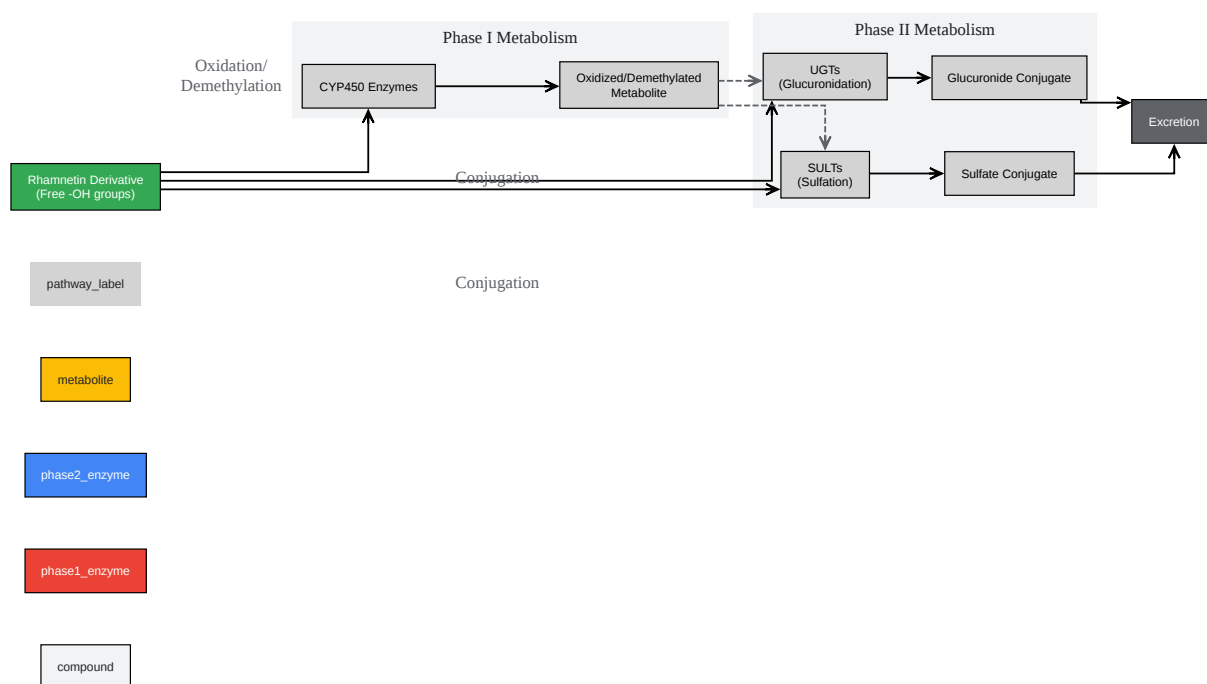 Phase I Metabolism
Phase II Metabolism
Oxidation/
Demethylation
CYP450 Enzymes
Oxidized/Demethylated
Metabolite
UGTs
(Glucuronidation)
Glucuronide Conjugate
Excretion
Rhamnetin Derivative
(Free -OH groups)
Conjugation
SULTs
(Sulfation)
Sulfate Conjugate
pathway_label
Conjugation
metabolite
phase2_enzyme
phase1_enzyme
compound